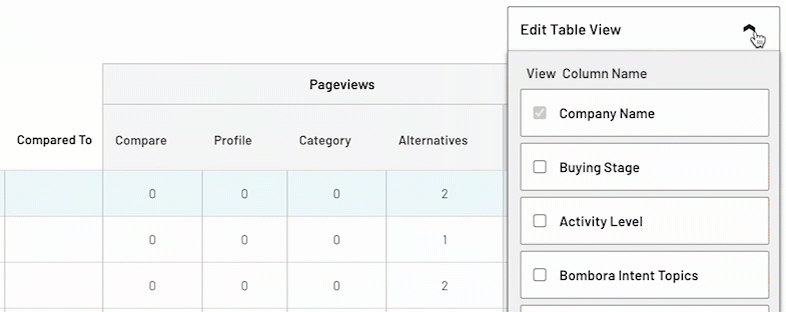 Edit Table View
View Column Name
Pageviews
Compared To Compare Profile Category Alternatives
Company Name
Buying Stage
Activity Level
Bombora Intent Topics
0 0 0 2
0 0 0 1
0 0 0 2